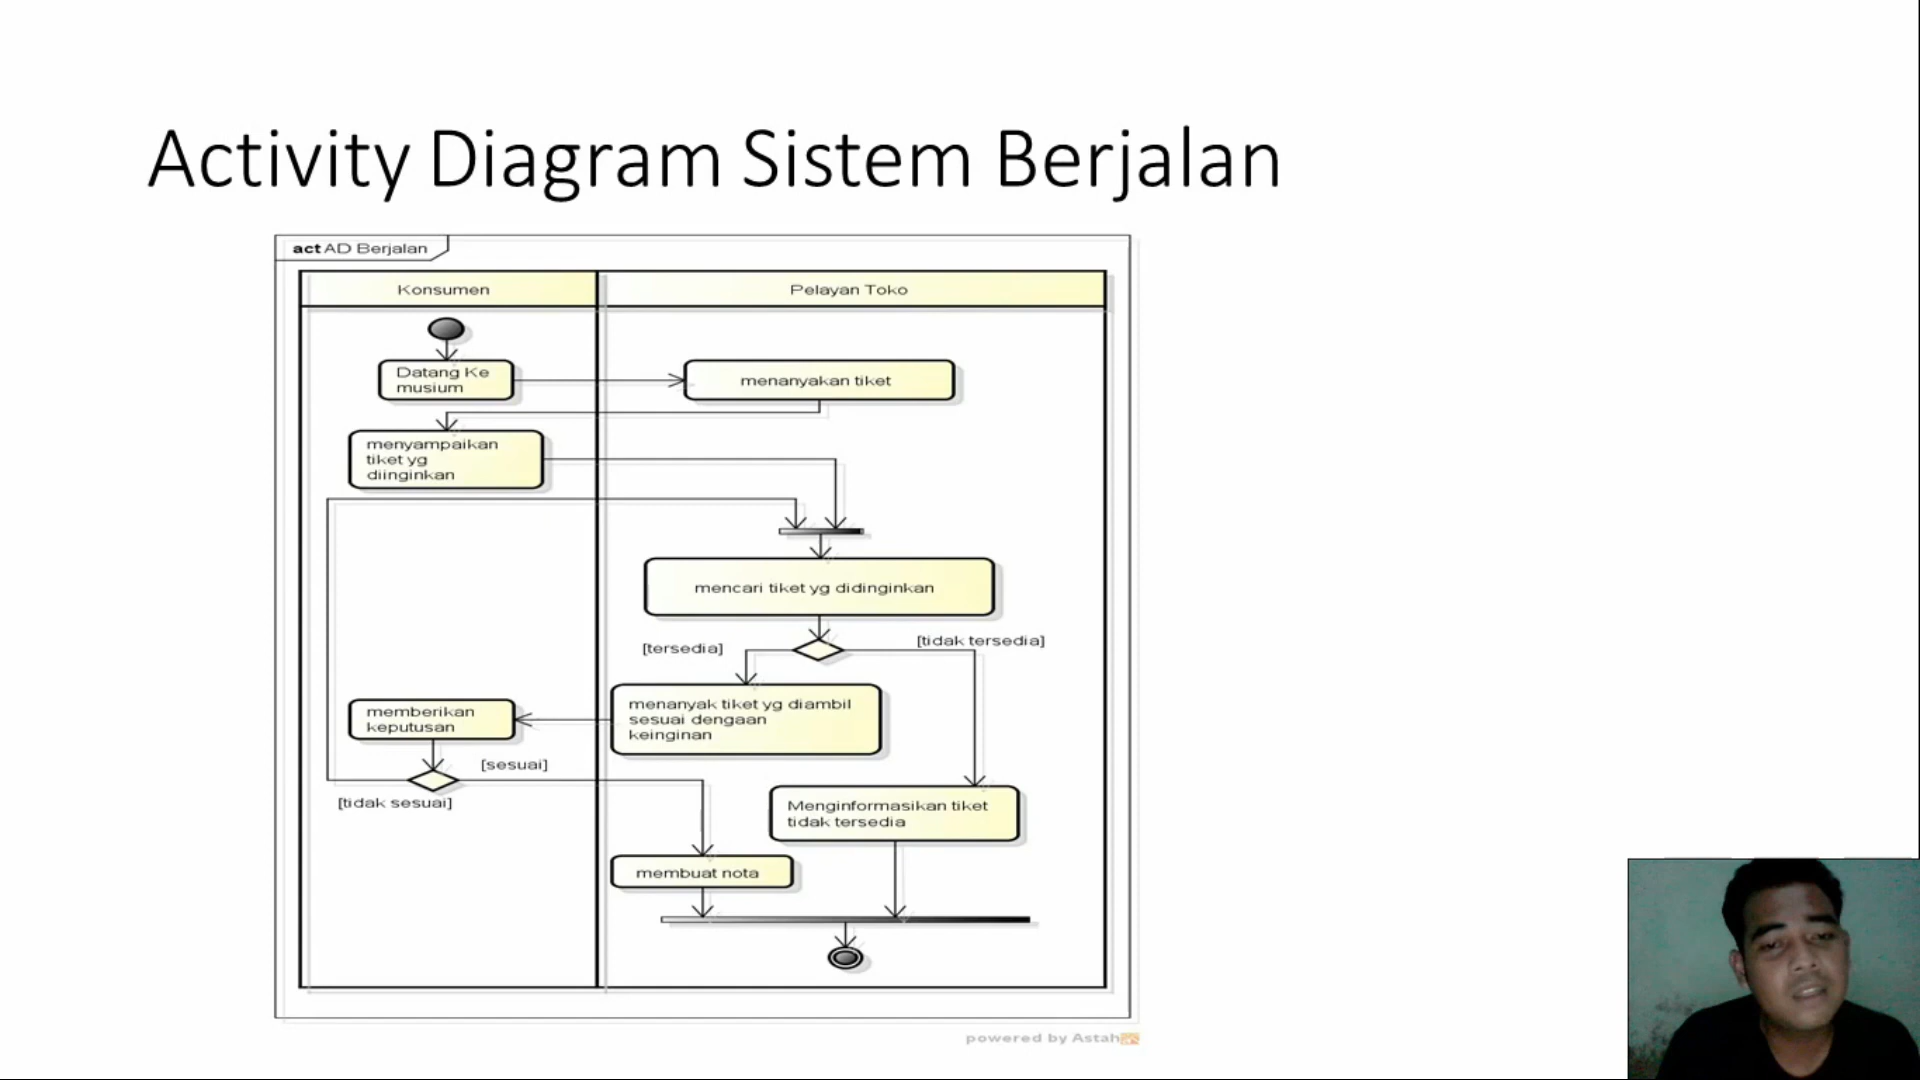 Activity Diagram Sistem Berjalan
act AD Berjalan
Konsumen
Pelayan Toko
Datang Ke
musium
menanyakan tiket
menyampaikan
tiket yg
diinginkan
mencari tiket yg didinginkan
[tersedia]
[tidak tersedia]
menanyak tiket yg diambil
sesuai dengaan
keinginan
memberikan
keputusan
[sesuai]
[tidak sesuai]
Menginformasikan tiket
tidak tersedia
membuat nota
powered by Astah